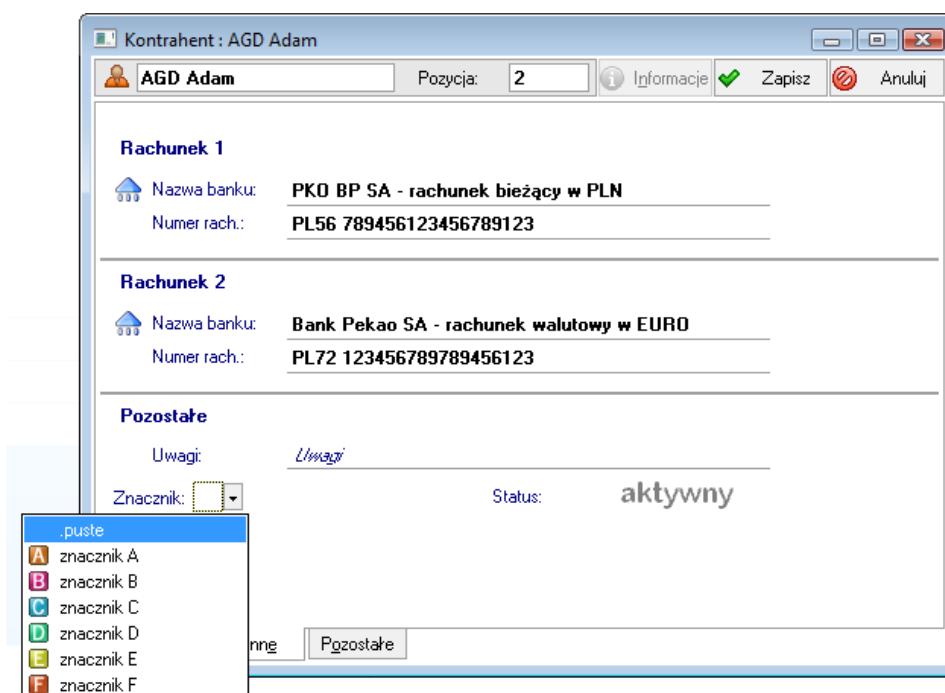 Kontrahent : AGD Adam
AGD Adam Pozycja: 2 Informacje Zapisz Anuluj
Rachunek 1
Nazwa banku: PKO BP SA - rachunek bieżący w PLN
Numer rach.: PL56 789456123456789123
Rachunek 2
Nazwa banku: Bank Pekao SA - rachunek walutowy w EURO
Numer rach.: PL72 123456789789456123
Pozostałe
Uwagi: Uwagi
Znacznik: Status: aktywny
.puste
A znacznik A
B znacznik B
C znacznik C
D znacznik D
nne Pozostałe
E znacznik E
F znacznik F